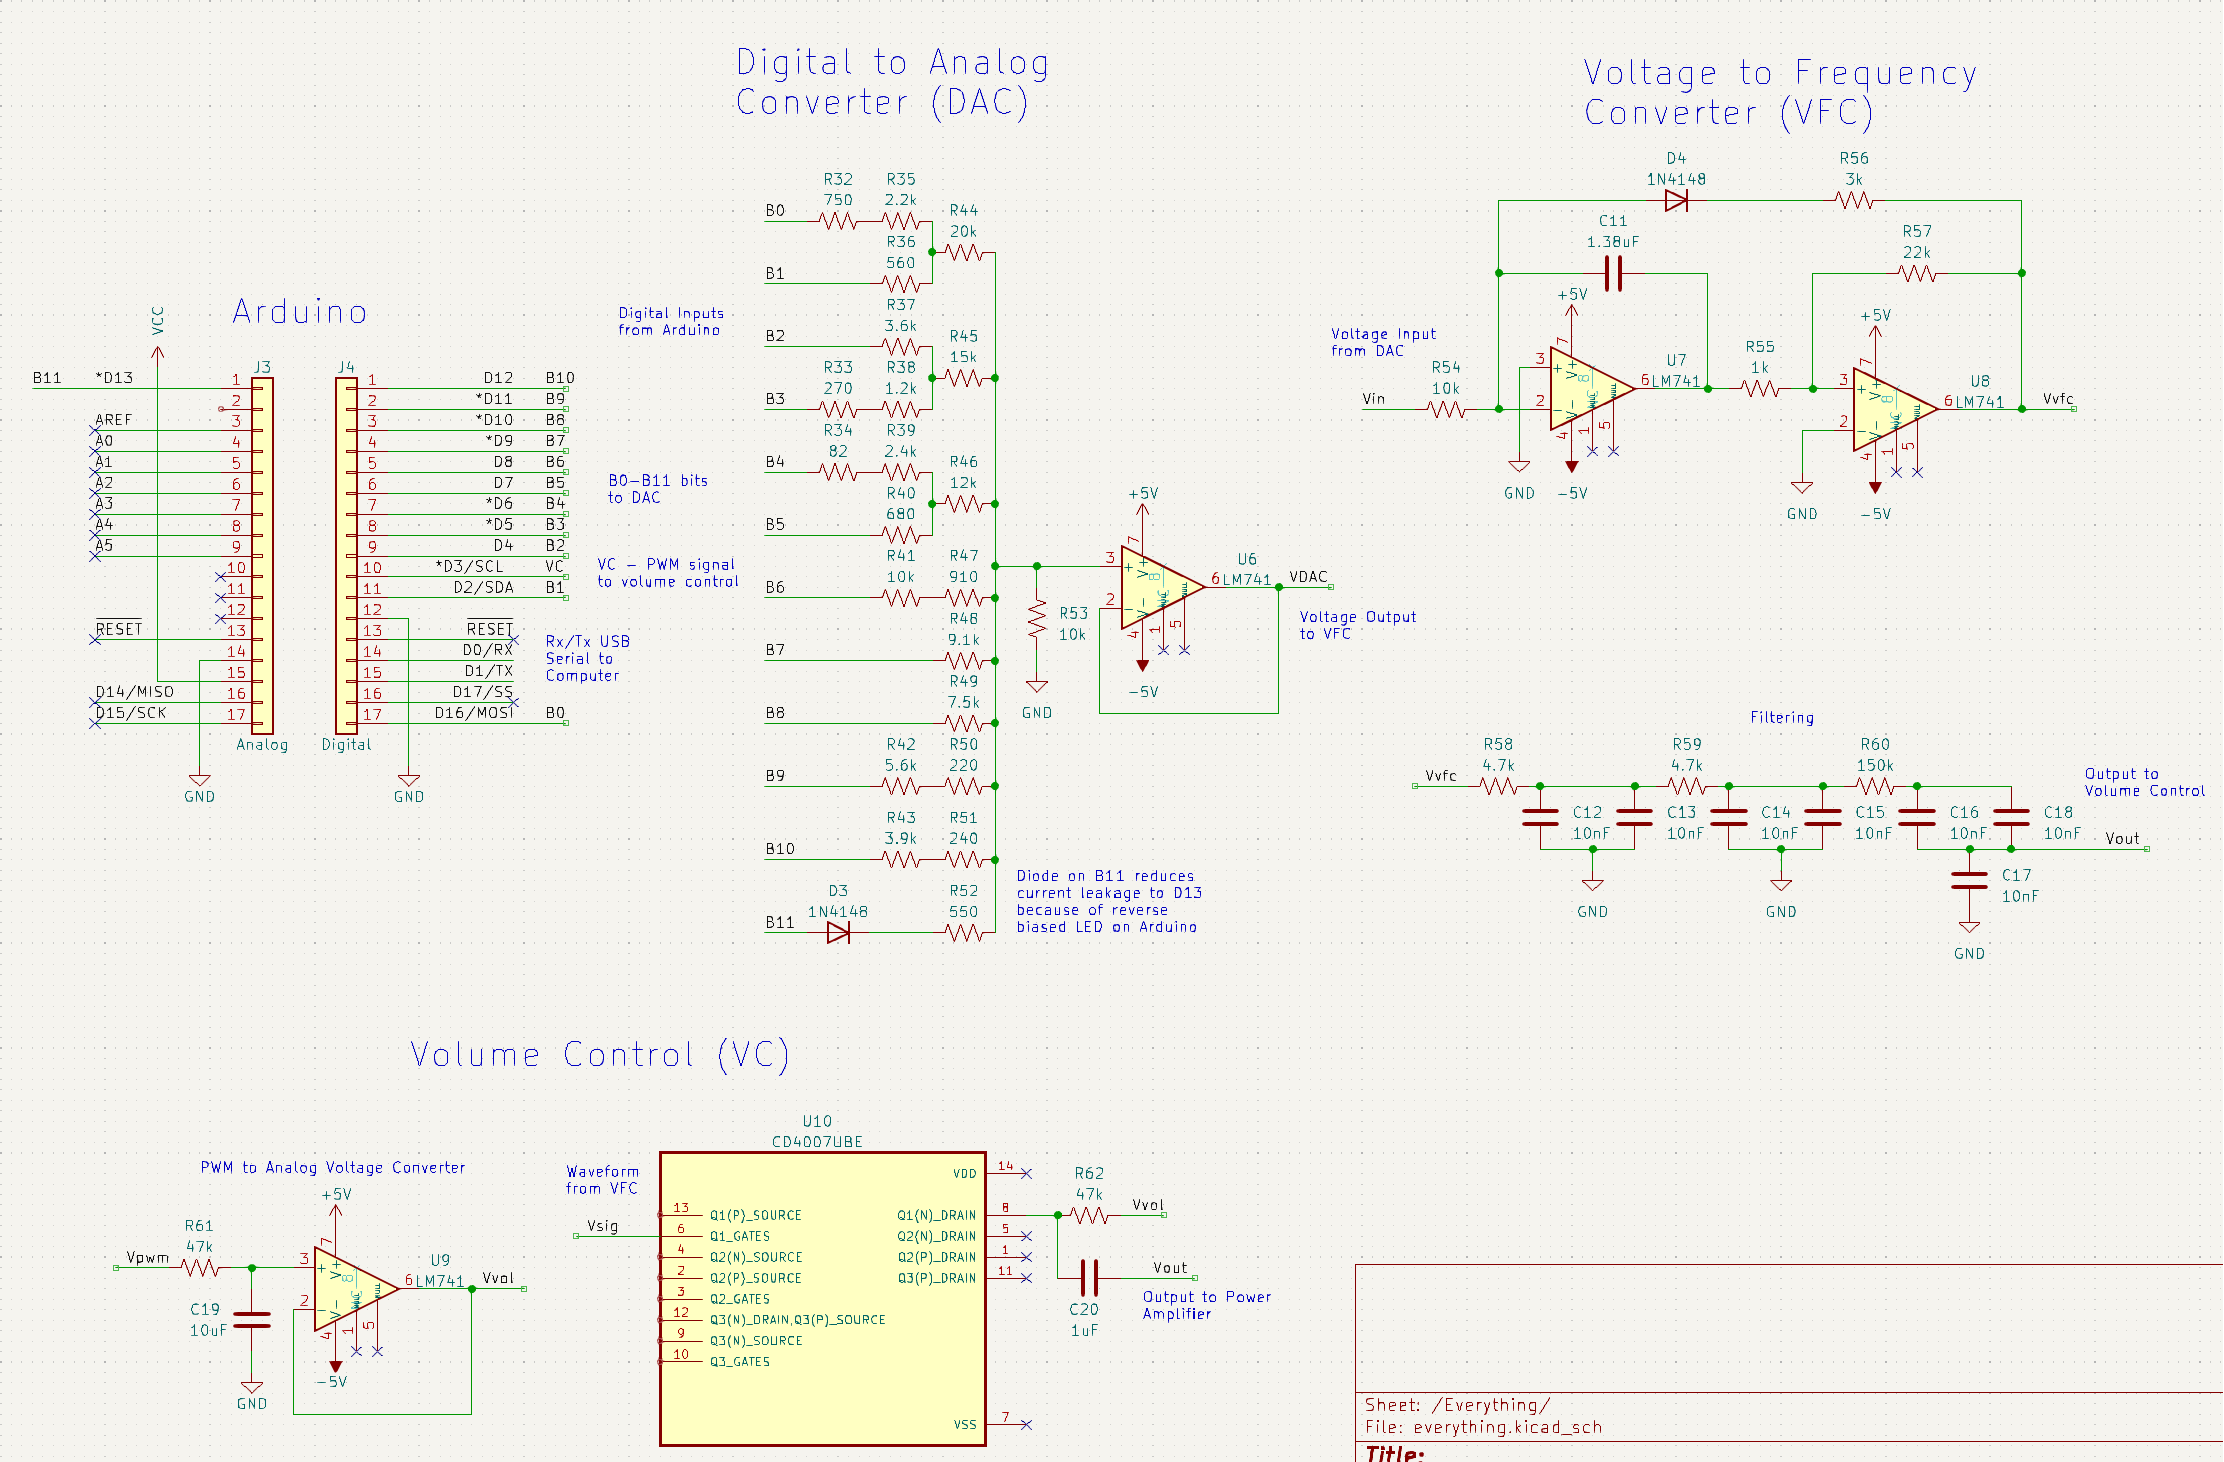 Digital to Analog
Converter (DAC)
Voltage to Frequency
Converter (VFC)
Arduino
VCC
B11 *D13
AREF
A0
A1
A2
A3
A4
A5
RESET
D14/MISO
D15/SCK
J3
1
2
3
4
5
6
7
8
9
10
11
12
13
14
15
16
17
Analog
GND
J4
1
2
3
4
5
6
7
8
9
10
11
12
13
14
15
16
17
Digital
GND
D12 B10
*D11 B9
*D10 B8
*D9 B7
D8 B6
D7 B5
*D6 B4
*D5 B3
D4 B2
*D3/SCL VC
D2/SDA B1
RESET
D0/RX
D1/TX
D17/SS
D16/MOSI B0
Digital Inputs
from Arduino
B0-B11 bits
to DAC
VC - PWM signal
to volume control
Rx/Tx USB
Serial to
Computer
B0
R32
750
R35
2.2k
R44
20k
B1
R36
560
B2
R37
3.6k
R45
15k
B3
R33
270
R38
1.2k
B4
R34
82
R39
2.4k
R46
12k
B5
R40
680
B6
R41
10k
R47
910
B7
R48
9.1k
B8
R49
7.5k
B9
R42
5.6k
R50
220
B10
R43
3.9k
R51
240
B11
D3
1N4148
R52
550
Diode on B11 reduces
current leakage to D13
because of reverse
biased LED on Arduino
R53
10k
GND
+5V
7
3
+
V+
8
NC
2
-
V-
4
1
5
-5V
U6
6
LM741
VDAC
Voltage Output
to VFC
D4
1N4148
R56
3k
C11
1.38uF
R57
22k
Voltage Input
from DAC
Vin
R54
10k
+5V
7
3
+
V+
8
NC
2
-
V-
4
1
5
GND
-5V
U7
6
LM741
R55
1k
+5V
7
3
+
V+
8
NC
2
-
V-
4
1
5
GND
-5V
U8
6
LM741
Vvfc
Filtering
Vvfc
R58
4.7k
R59
4.7k
R60
150k
C12
10nF
C13
10nF
C14
10nF
C15
10nF
C16
10nF
C18
10nF
C17
10nF
GND
GND
GND
Output to
Volume Control
Vout
Volume Control (VC)
PWM to Analog Voltage Converter
+5V
Vpwm
R61
47k
C19
10uF
GND
7
3
+
V+
8
NC
2
-
V-
4
1
5
-5V
U9
6
LM741
Vvol
Waveform
from VFC
Vsig
U10
CD4007UBE
13 Q1(P)_SOURCE
6 Q1_GATES
4 Q2(N)_SOURCE
2 Q2(P)_SOURCE
3 Q2_GATES
12 Q3(N)_DRAIN,Q3(P)_SOURCE
9 Q3(N)_SOURCE
10 Q3_GATES
VDD 14
Q1(N)_DRAIN 8
Q2(N)_DRAIN 5
Q2(P)_DRAIN 1
Q3(P)_DRAIN 11
VSS 7
R62
47k
Vvol
C20
1uF
Vout
Output to Power
Amplifier
Sheet: /Everything/
File: everything.kicad_sch
Title: